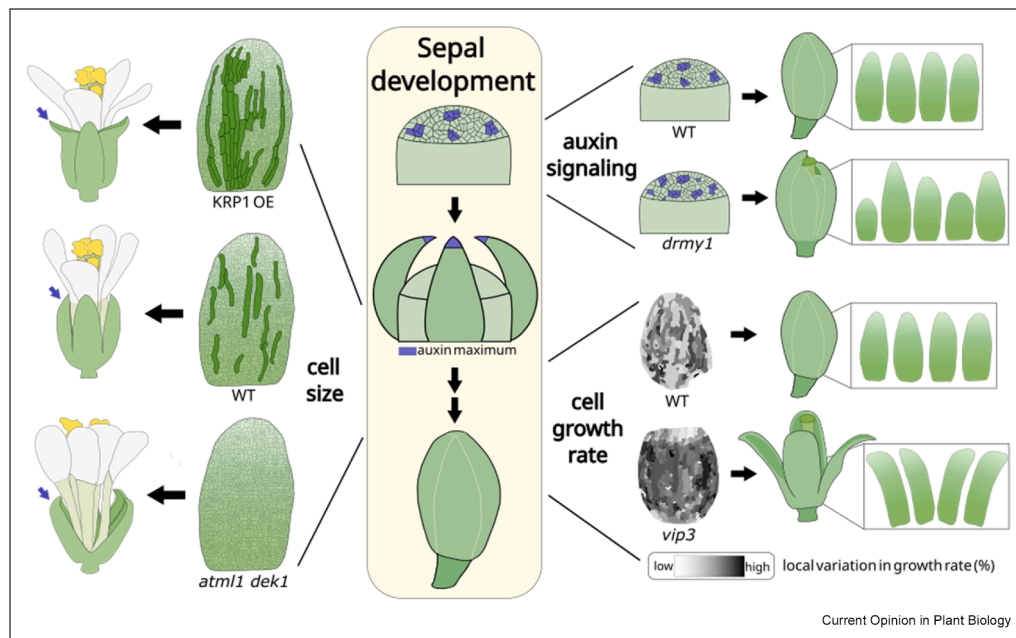 Sepal
development
auxin maximum
KRP1 OE
WT
atml1 dek1
cell
size
auxin
signaling
WT
drmy1
cell
growth
rate
WT
vip3
low
high
local variation in growth rate (%)
Current Opinion in Plant Biology